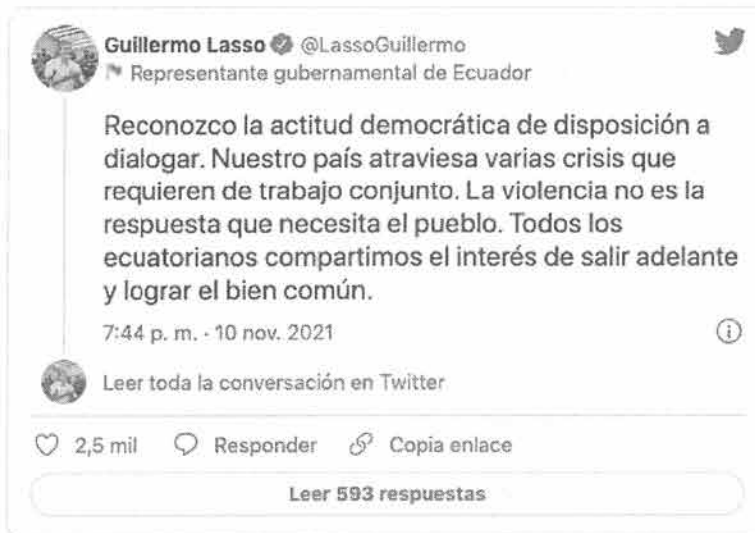 Guillermo Lasso @LassoGuillermo
Representante gubernamental de Ecuador
Reconozco la actitud democrática de disposición a
dialogar. Nuestro país atraviesa varias crisis que
requieren de trabajo conjunto. La violencia no es la
respuesta que necesita el pueblo. Todos los
ecuatorianos compartimos el interés de salir adelante
y lograr el bien común.
7:44 p. m. · 10 nov. 2021
Leer toda la conversación en Twitter
2,5 mil Responder Copia enlace
Leer 593 respuestas